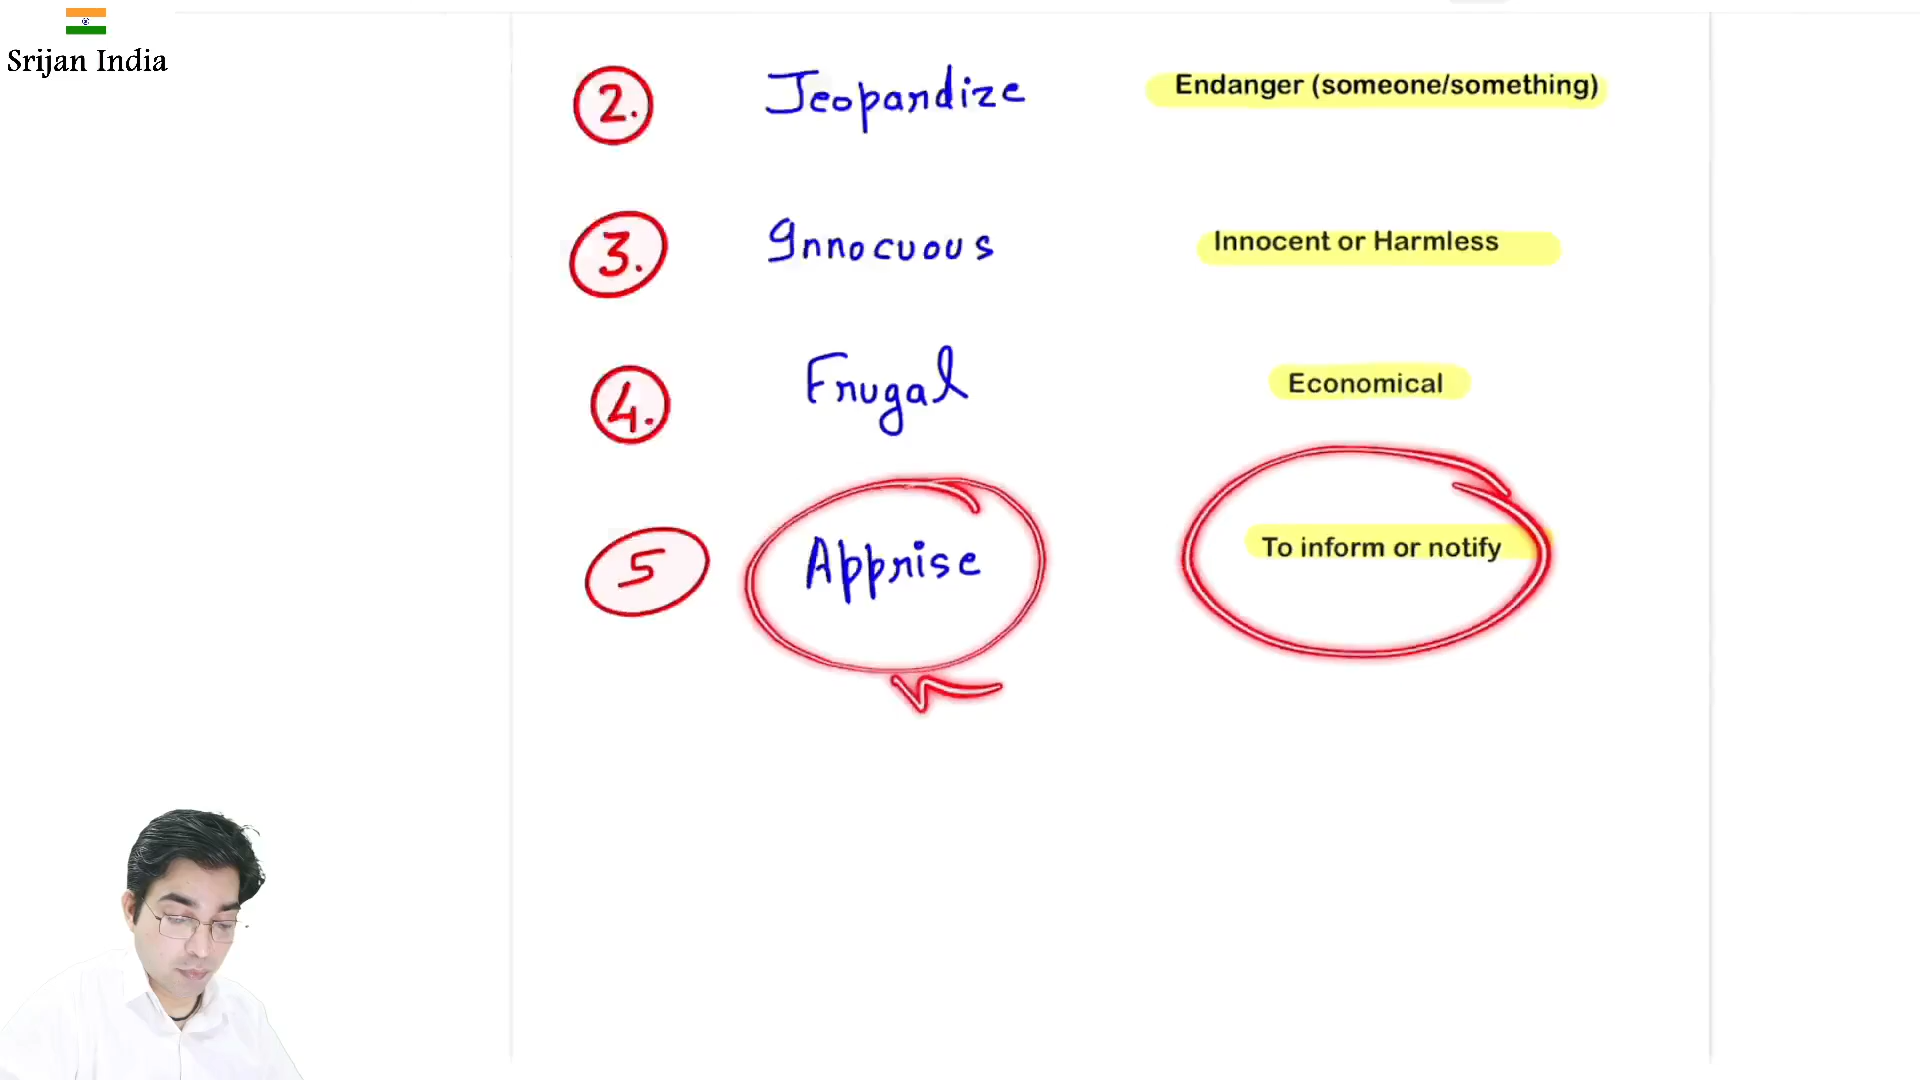 Srijan India
2. Jeopardize Endanger (someone/something)
3. Innocuous Innocent or Harmless
4. Frugal Economical
5 Apprise To inform or notify